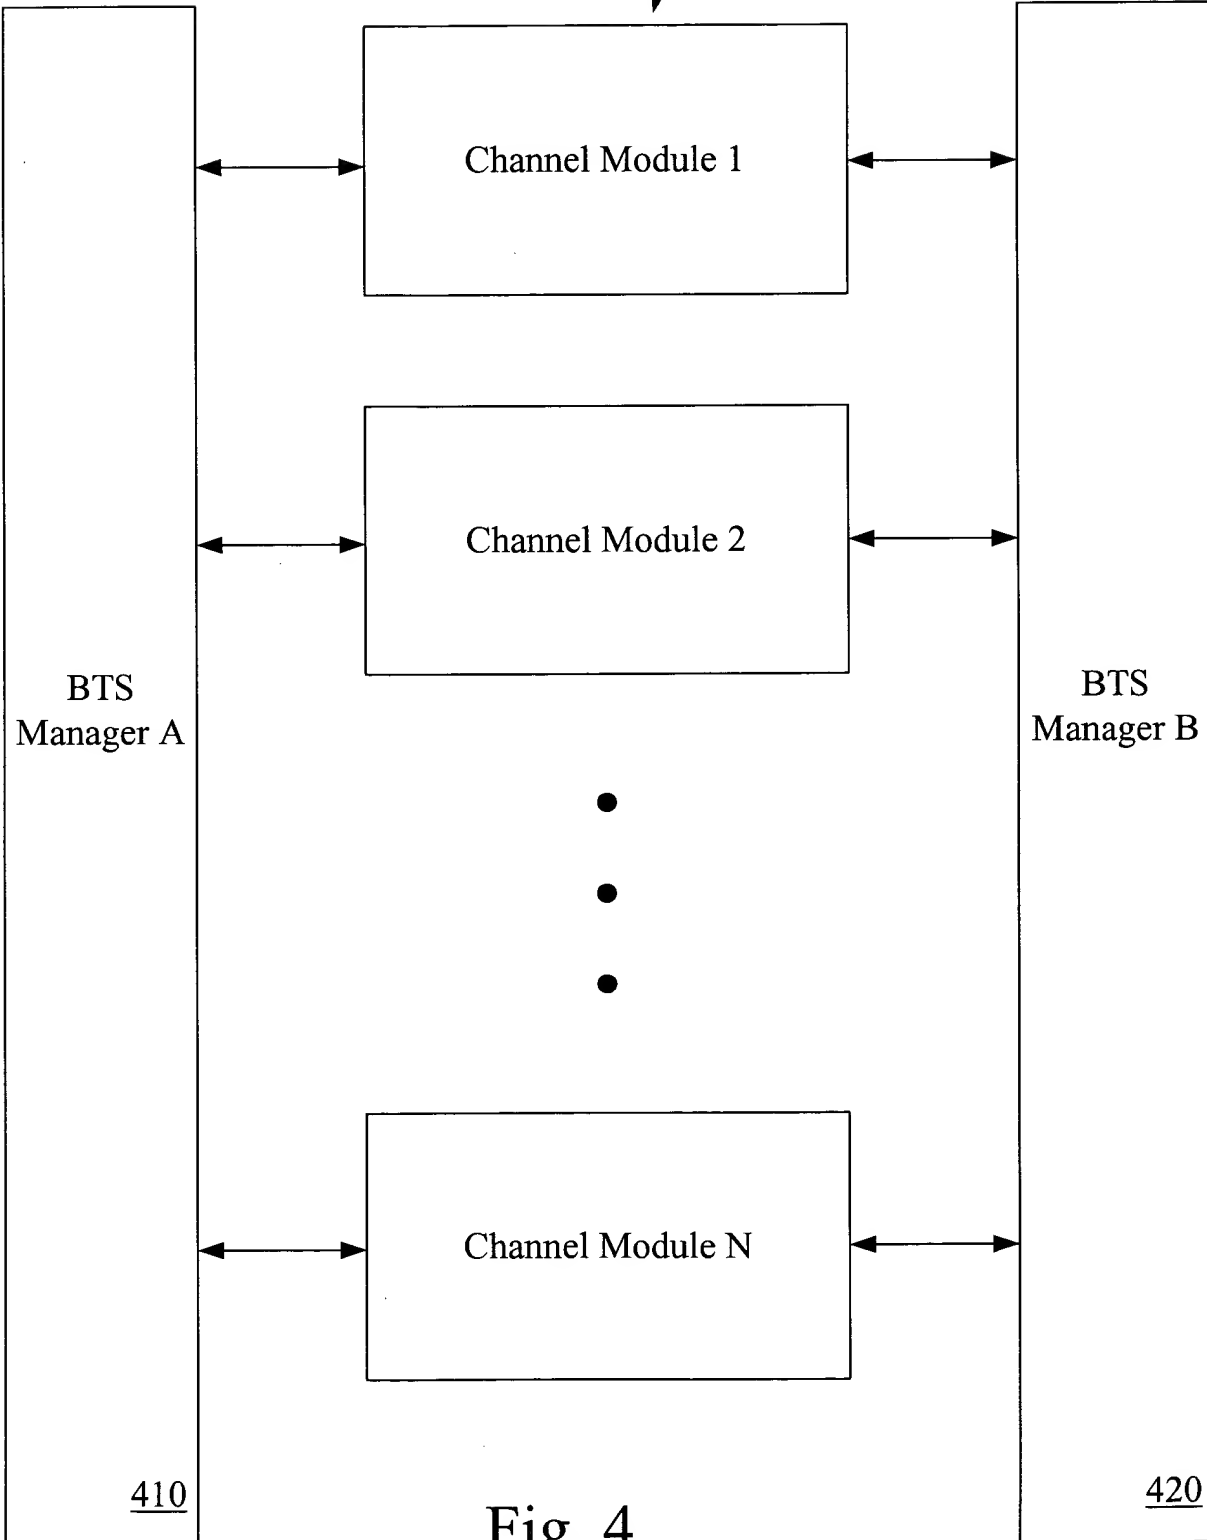 Channel Module 1
Channel Module 2
BTS
Manager A
BTS
Manager B
Channel Module N
410
420
Fig. 4